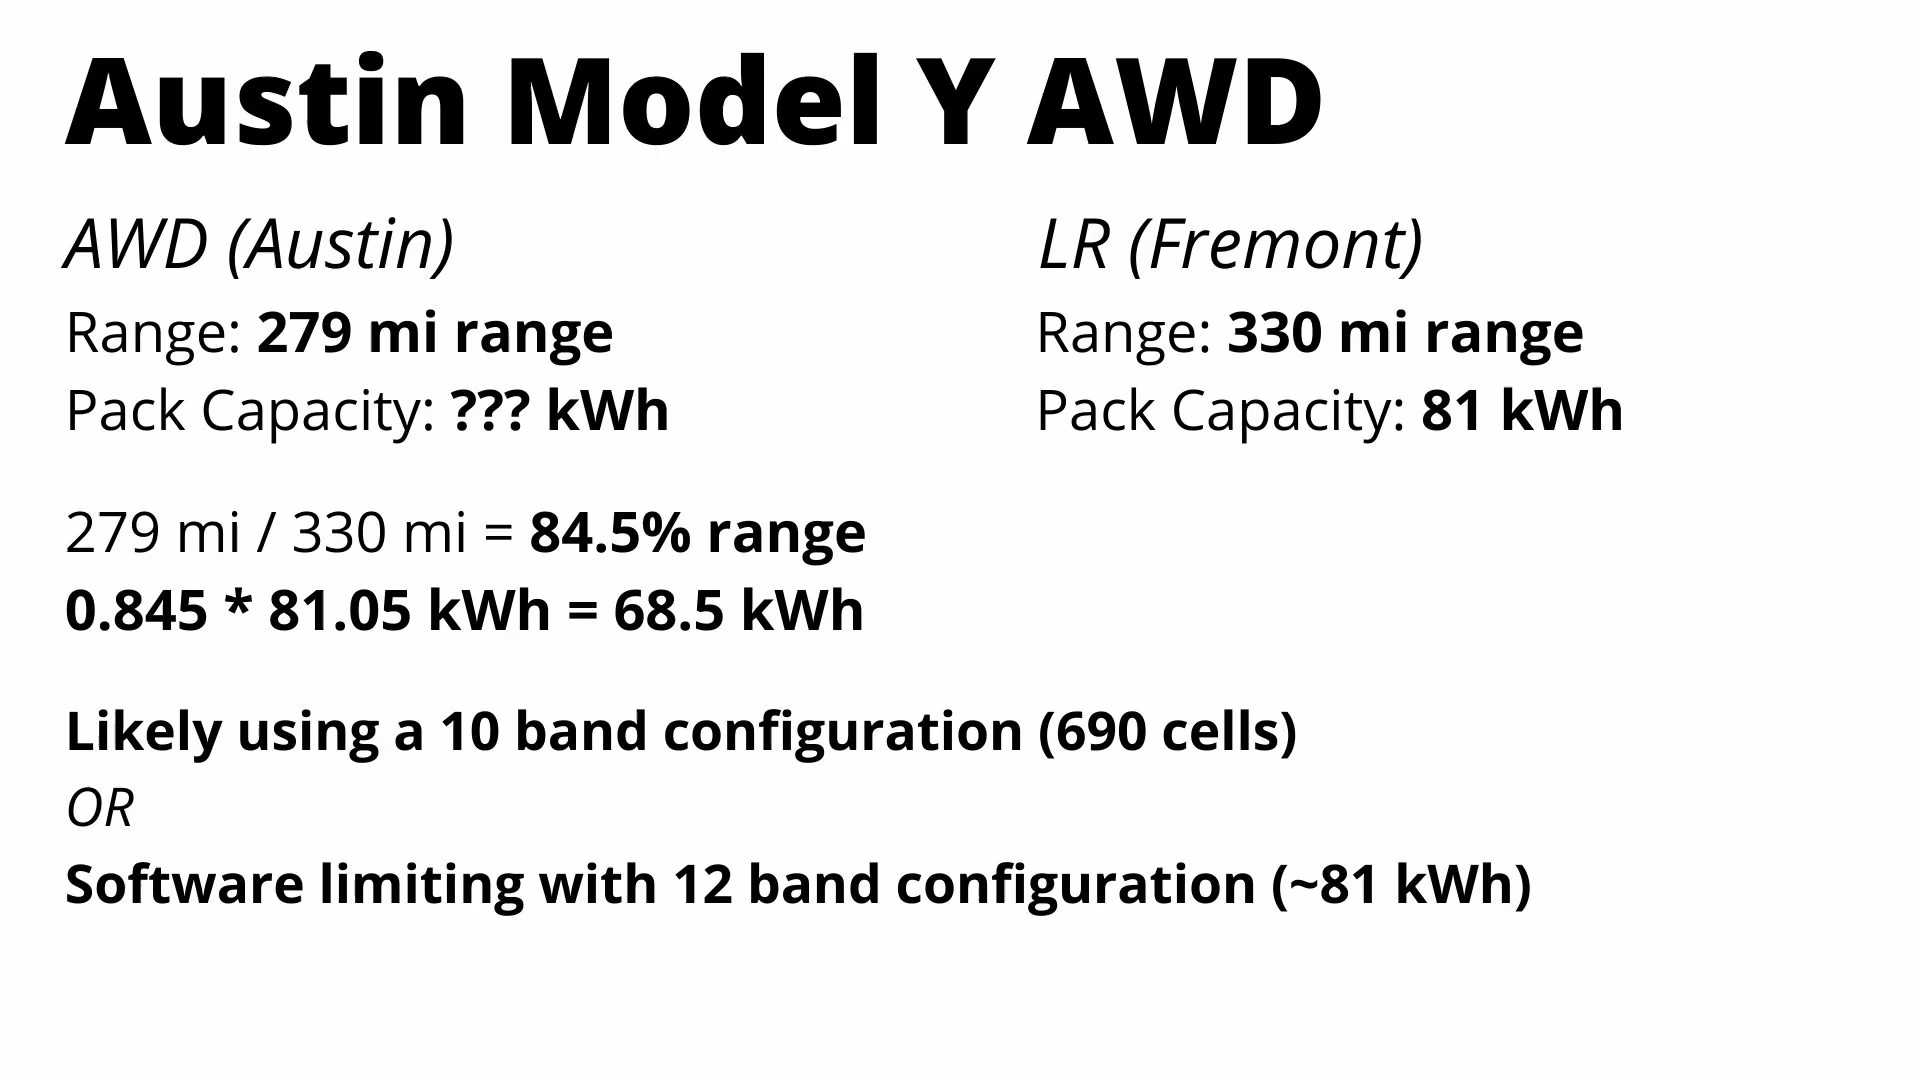 Austin Model Y AWD
AWD (Austin)
Range: 279 mi range
Pack Capacity: ??? kWh
LR (Fremont)
Range: 330 mi range
Pack Capacity: 81 kWh
279 mi / 330 mi = 84.5% range
0.845 * 81.05 kWh = 68.5 kWh
Likely using a 10 band configuration (690 cells)
OR
Software limiting with 12 band configuration (~81 kWh)